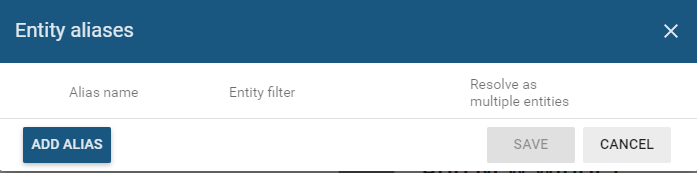 Entity aliases
Alias name Entity filter Resolve as
multiple entities
ADD ALIAS SAVE CANCEL